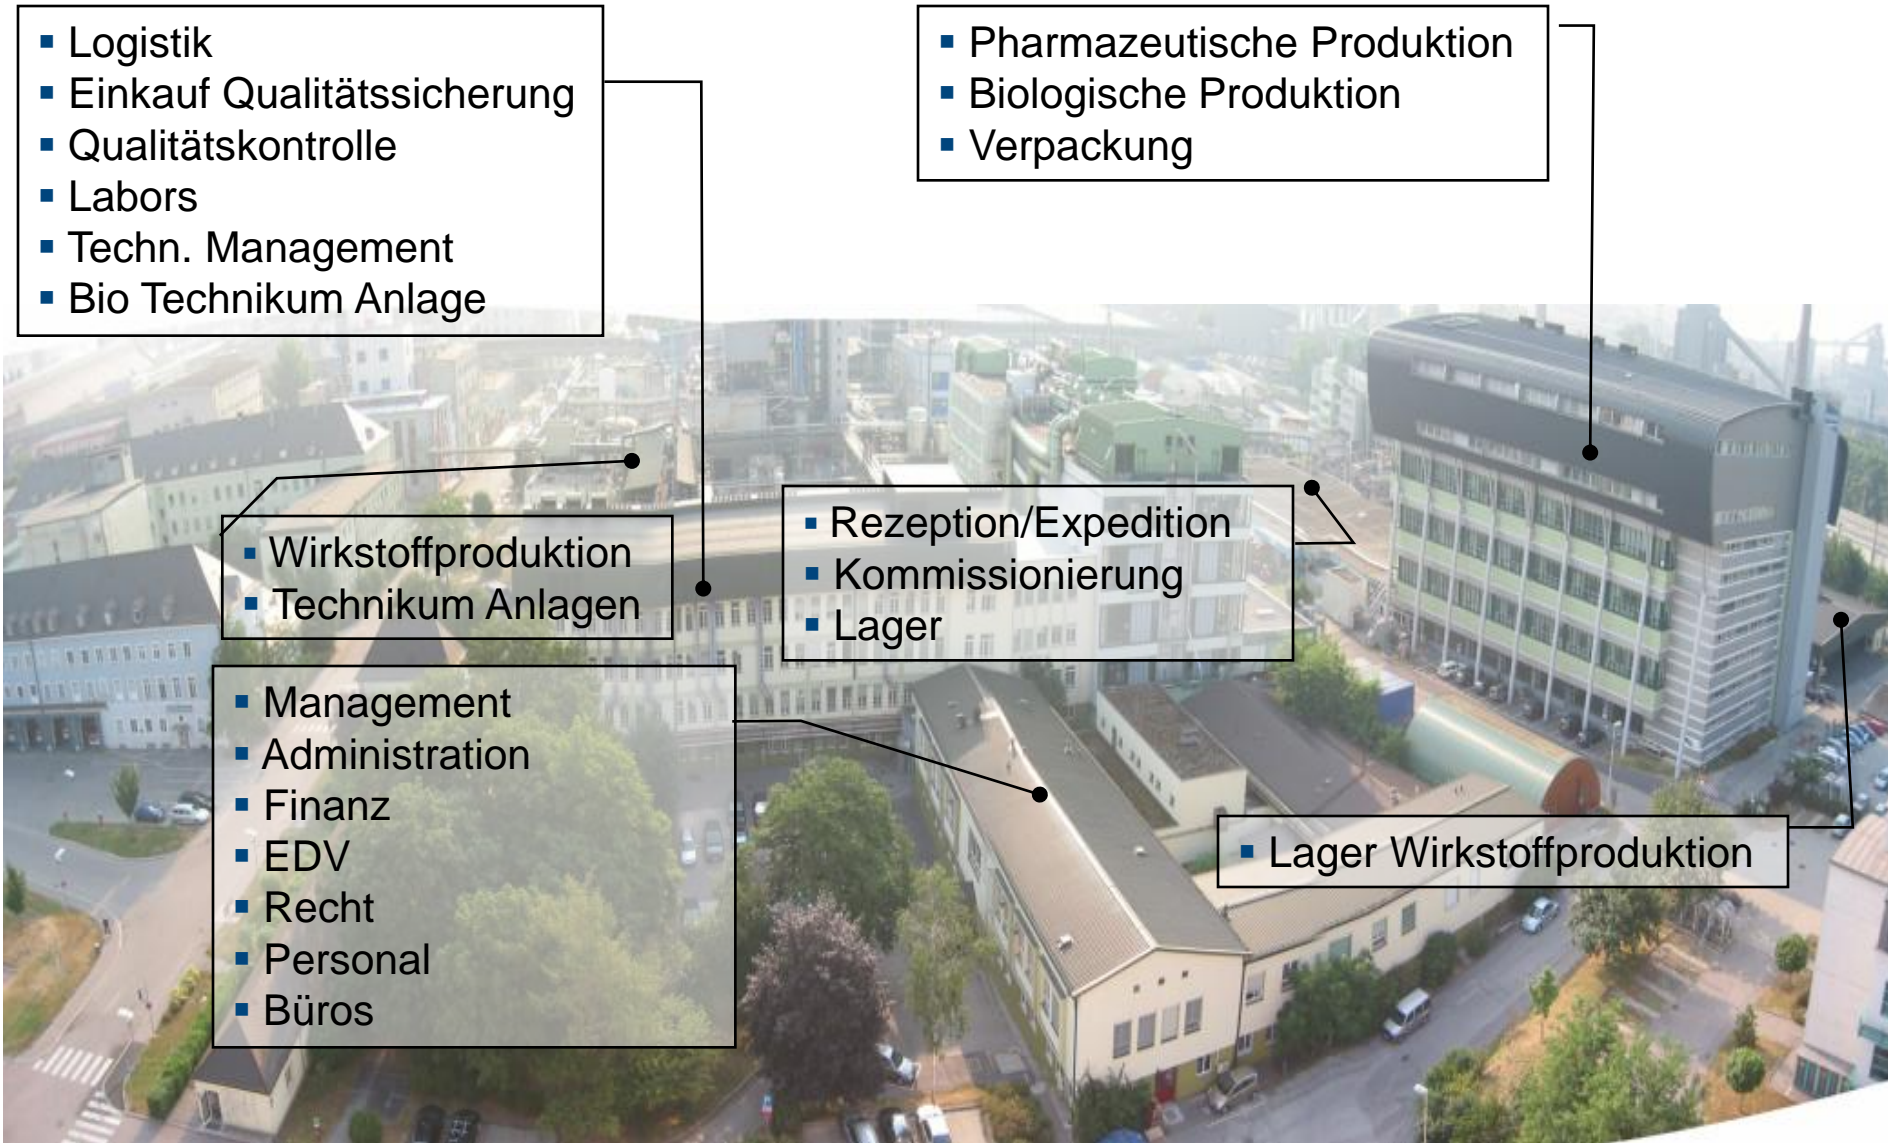 Logistik
Einkauf Qualitätssicherung
Qualitätskontrolle
Labors
Techn. Management
Bio Technikum Anlage
Pharmazeutische Produktion
Biologische Produktion
Verpackung
Wirkstoffproduktion
Technikum Anlagen
Rezeption/Expedition
Kommissionierung
Lager
Management
Administration
Finanz
EDV
Recht
Personal
Büros
Lager Wirkstoffproduktion